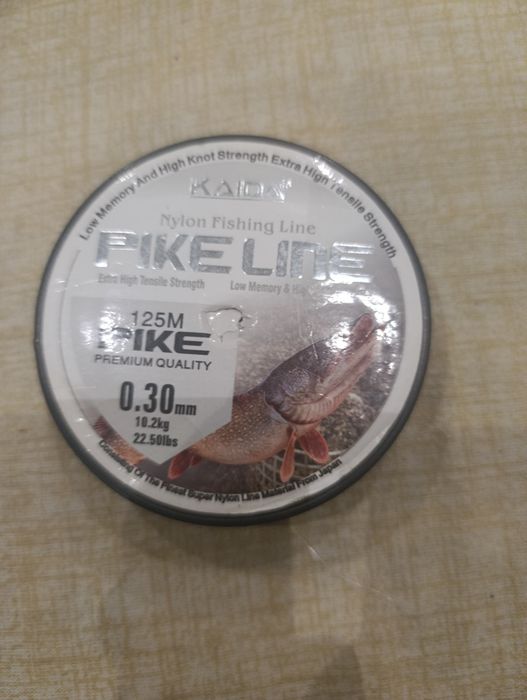 Low Memory And High Knot Strength Extra High Tensile Strength
KAIDA
Nylon Fishing Line
PIKE LINE
Extra High Tensile Strength Low Memory &
125M
PIKE
PREMIUM QUALITY
0.30mm
10.2kg
22.50lbs
Consisting Of The Finest Super Nylon Line Material From Japan